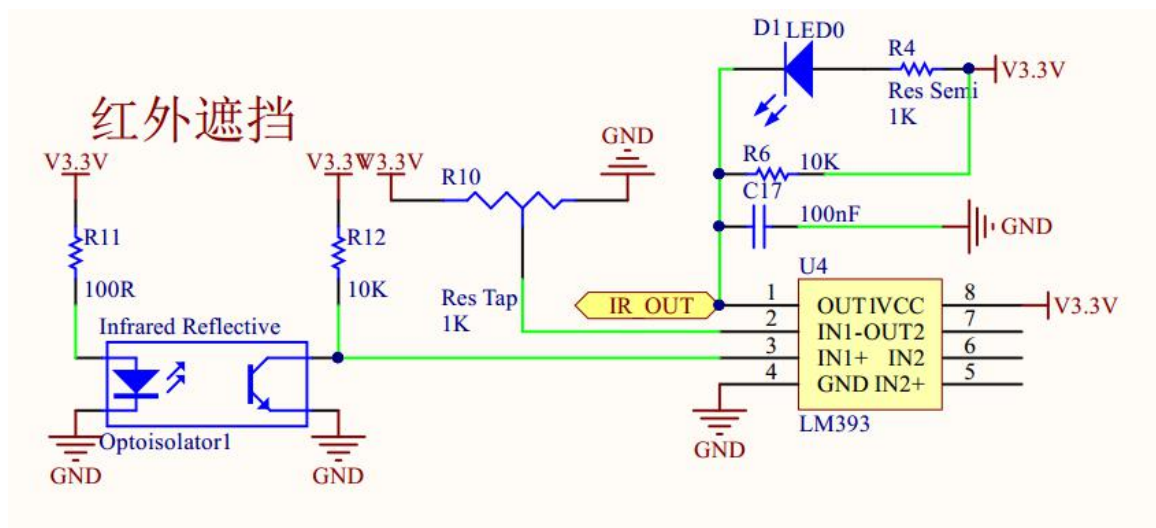 D1 LED0
R4
V3.3V
Res Semi
1K
红外遮挡
GND
V3.3V
V3.3V
V3.3V
R10
R6
10K
C17
100nF
GND
R11
R12
100R
10K
Res Tap
1K
U4
IR_OUT
1 OUT1 VCC 8
V3.3V
2 IN1- OUT2 7
3 IN1+ IN2 6
4 GND IN2+ 5
Infrared Reflective
LM393
Optoisolator1
GND
GND
GND